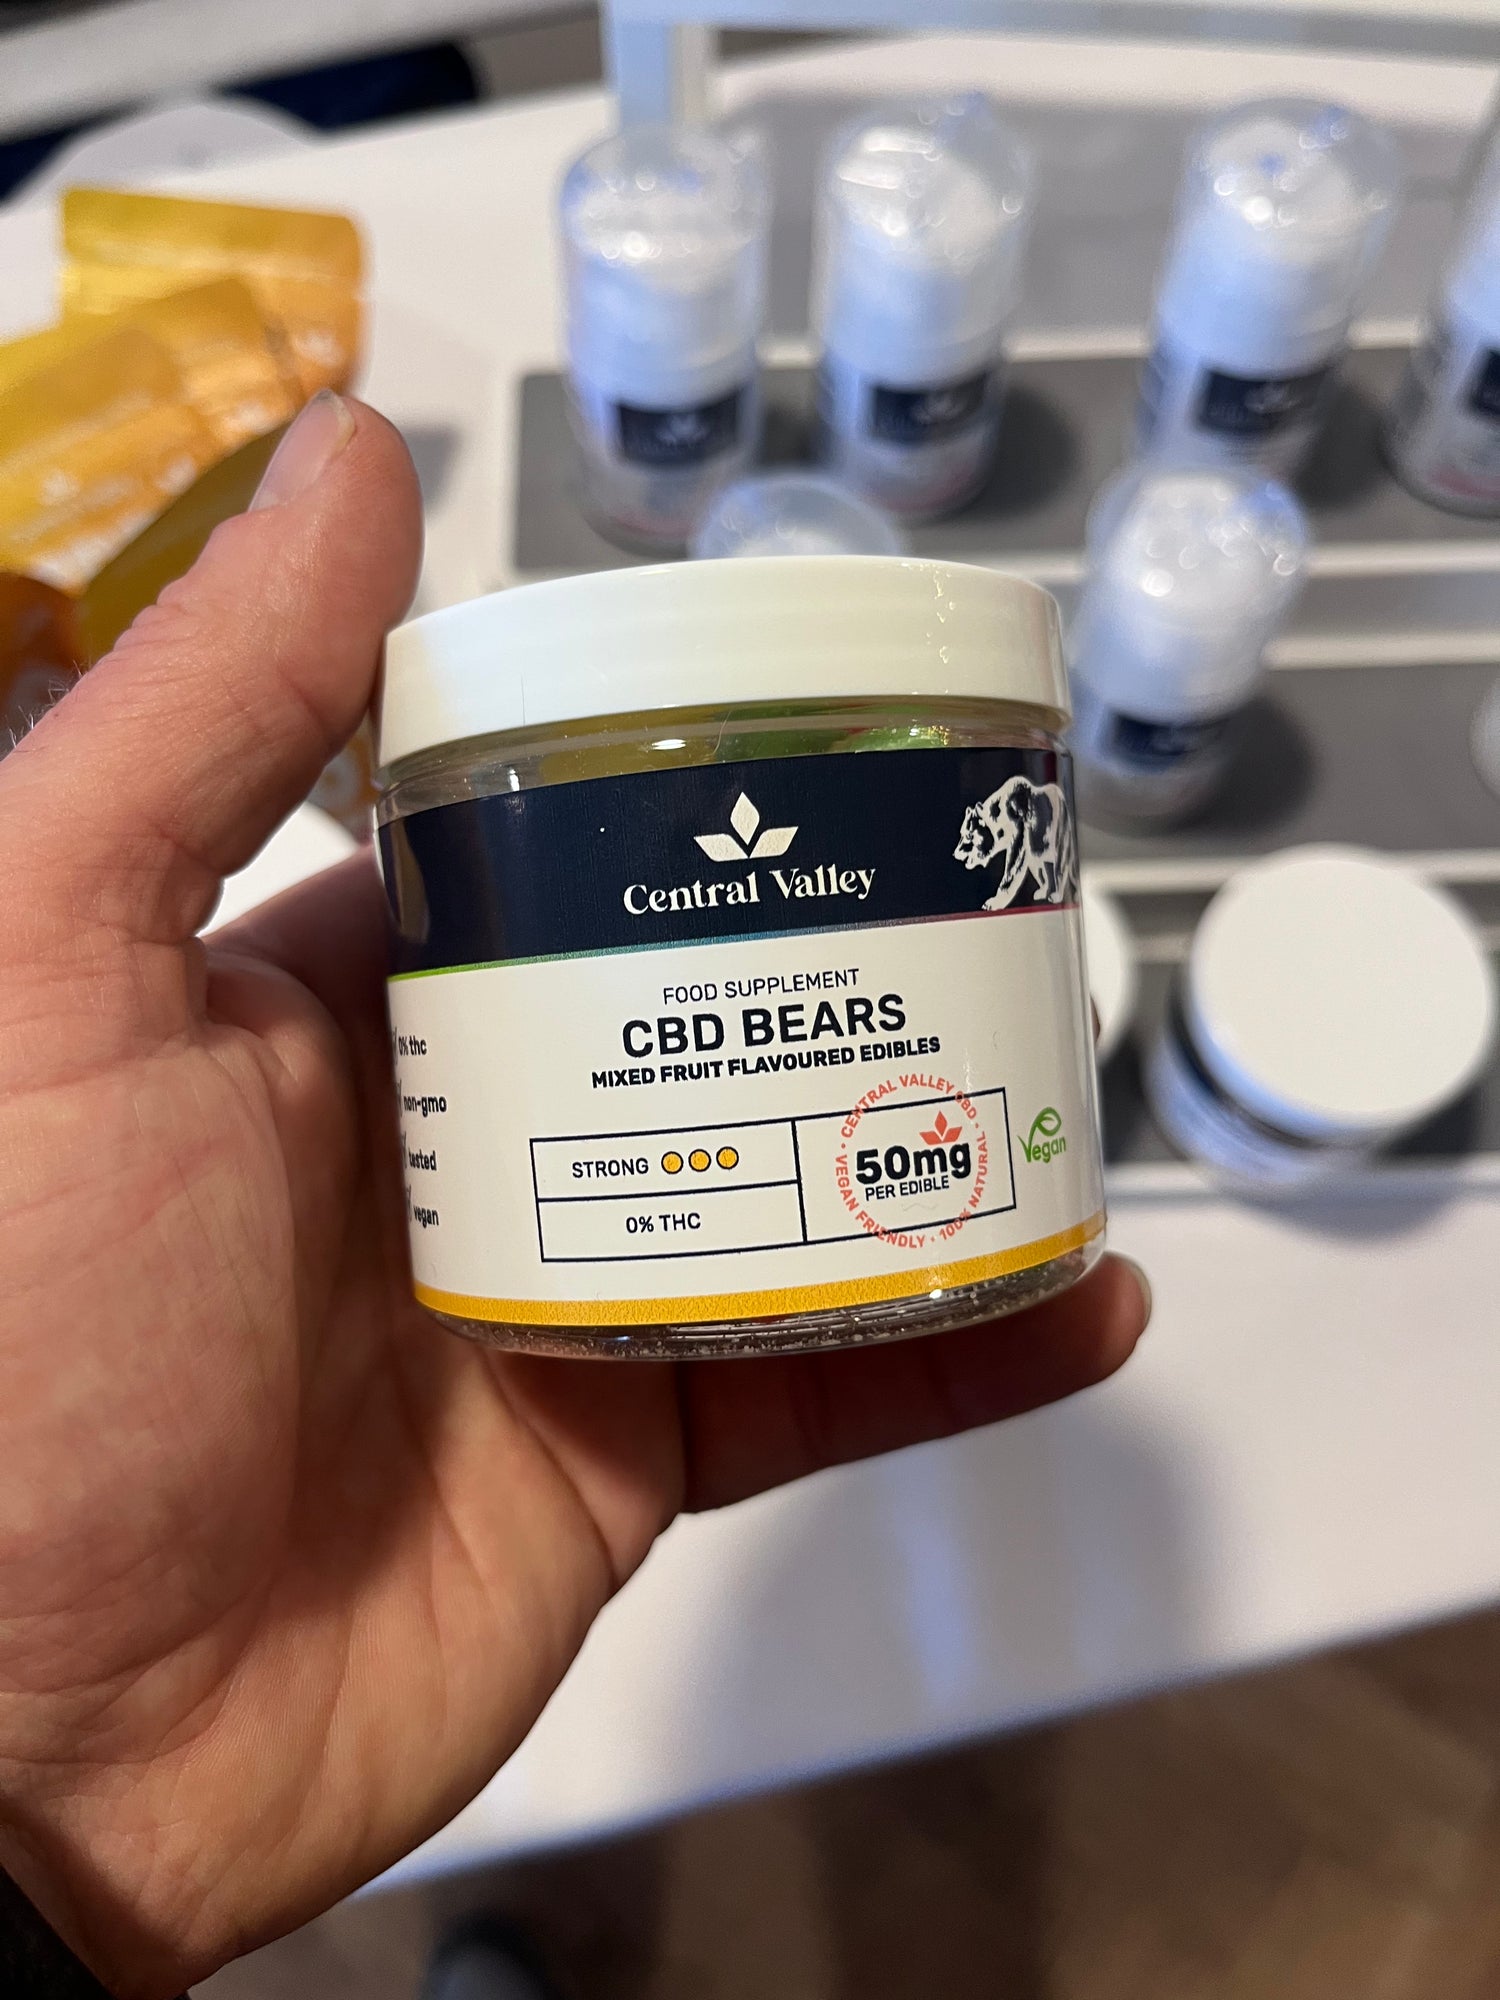 Central Valley
FOOD SUPPLEMENT
CBD BEARS
MIXED FRUIT FLAVOURED EDIBLES
0% thc
non-gmo
tested
vegan
STRONG
0% THC
CENTRAL VALLEY CBD • 100% NATURAL • VEGAN FRIENDLY •
50mg
PER EDIBLE
Vegan